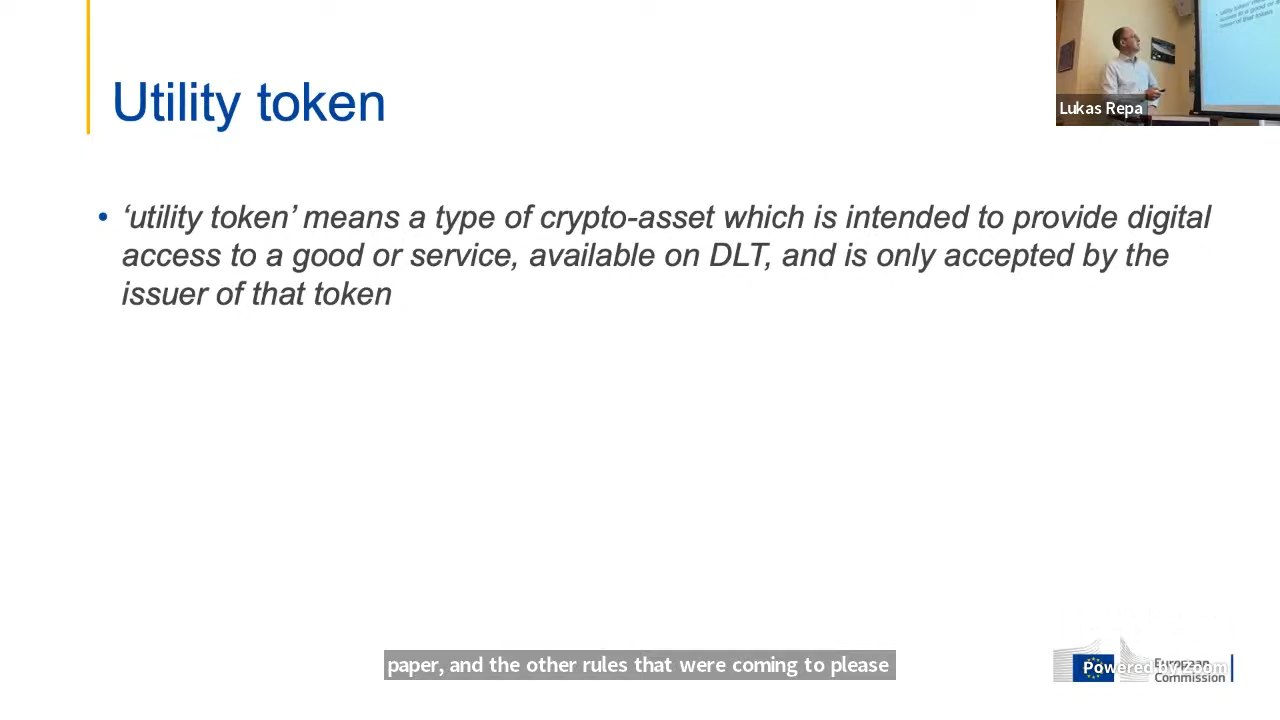 Utility token
Lukas Repa
• ‘utility token’ means a type of crypto-asset which is intended to provide digital
access to a good or service, available on DLT, and is only accepted by the
issuer of that token
paper, and the other rules that were coming to please
European
Commission
Powered by Zoom